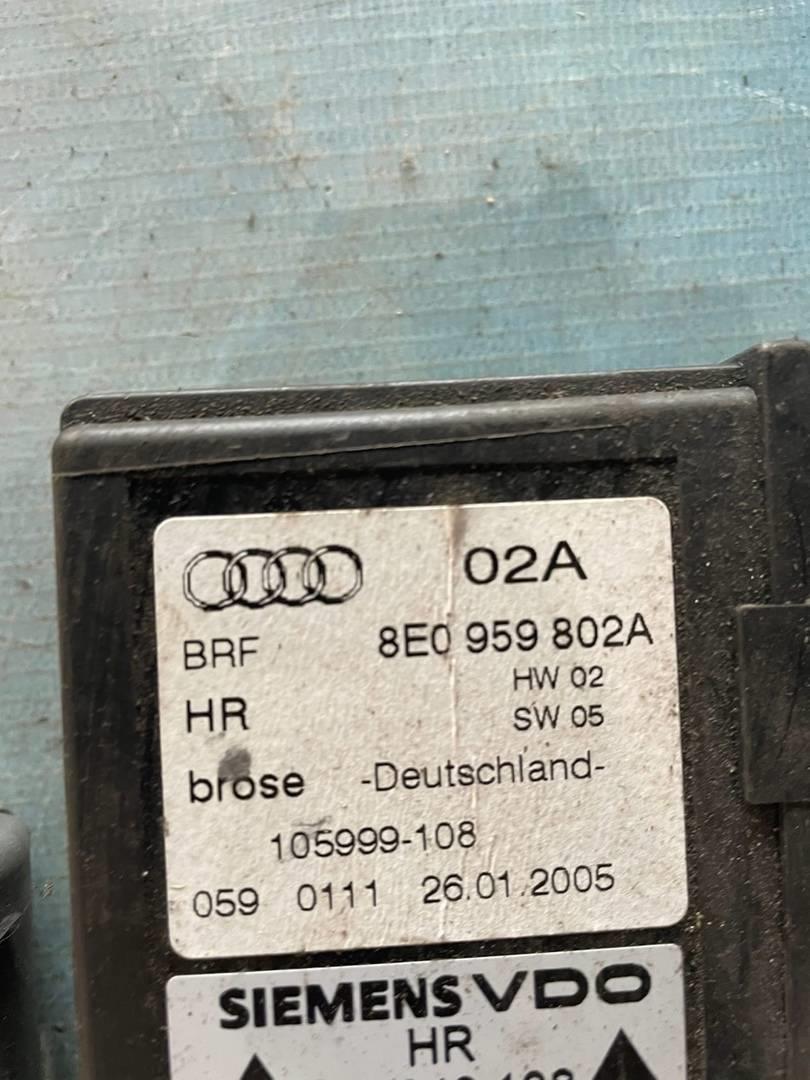 02A
BRF 8E0 959 802A
HW 02
HR SW 05
brose -Deutschland-
105999-108
059 0111 26.01.2005
SIEMENS VDO
HR